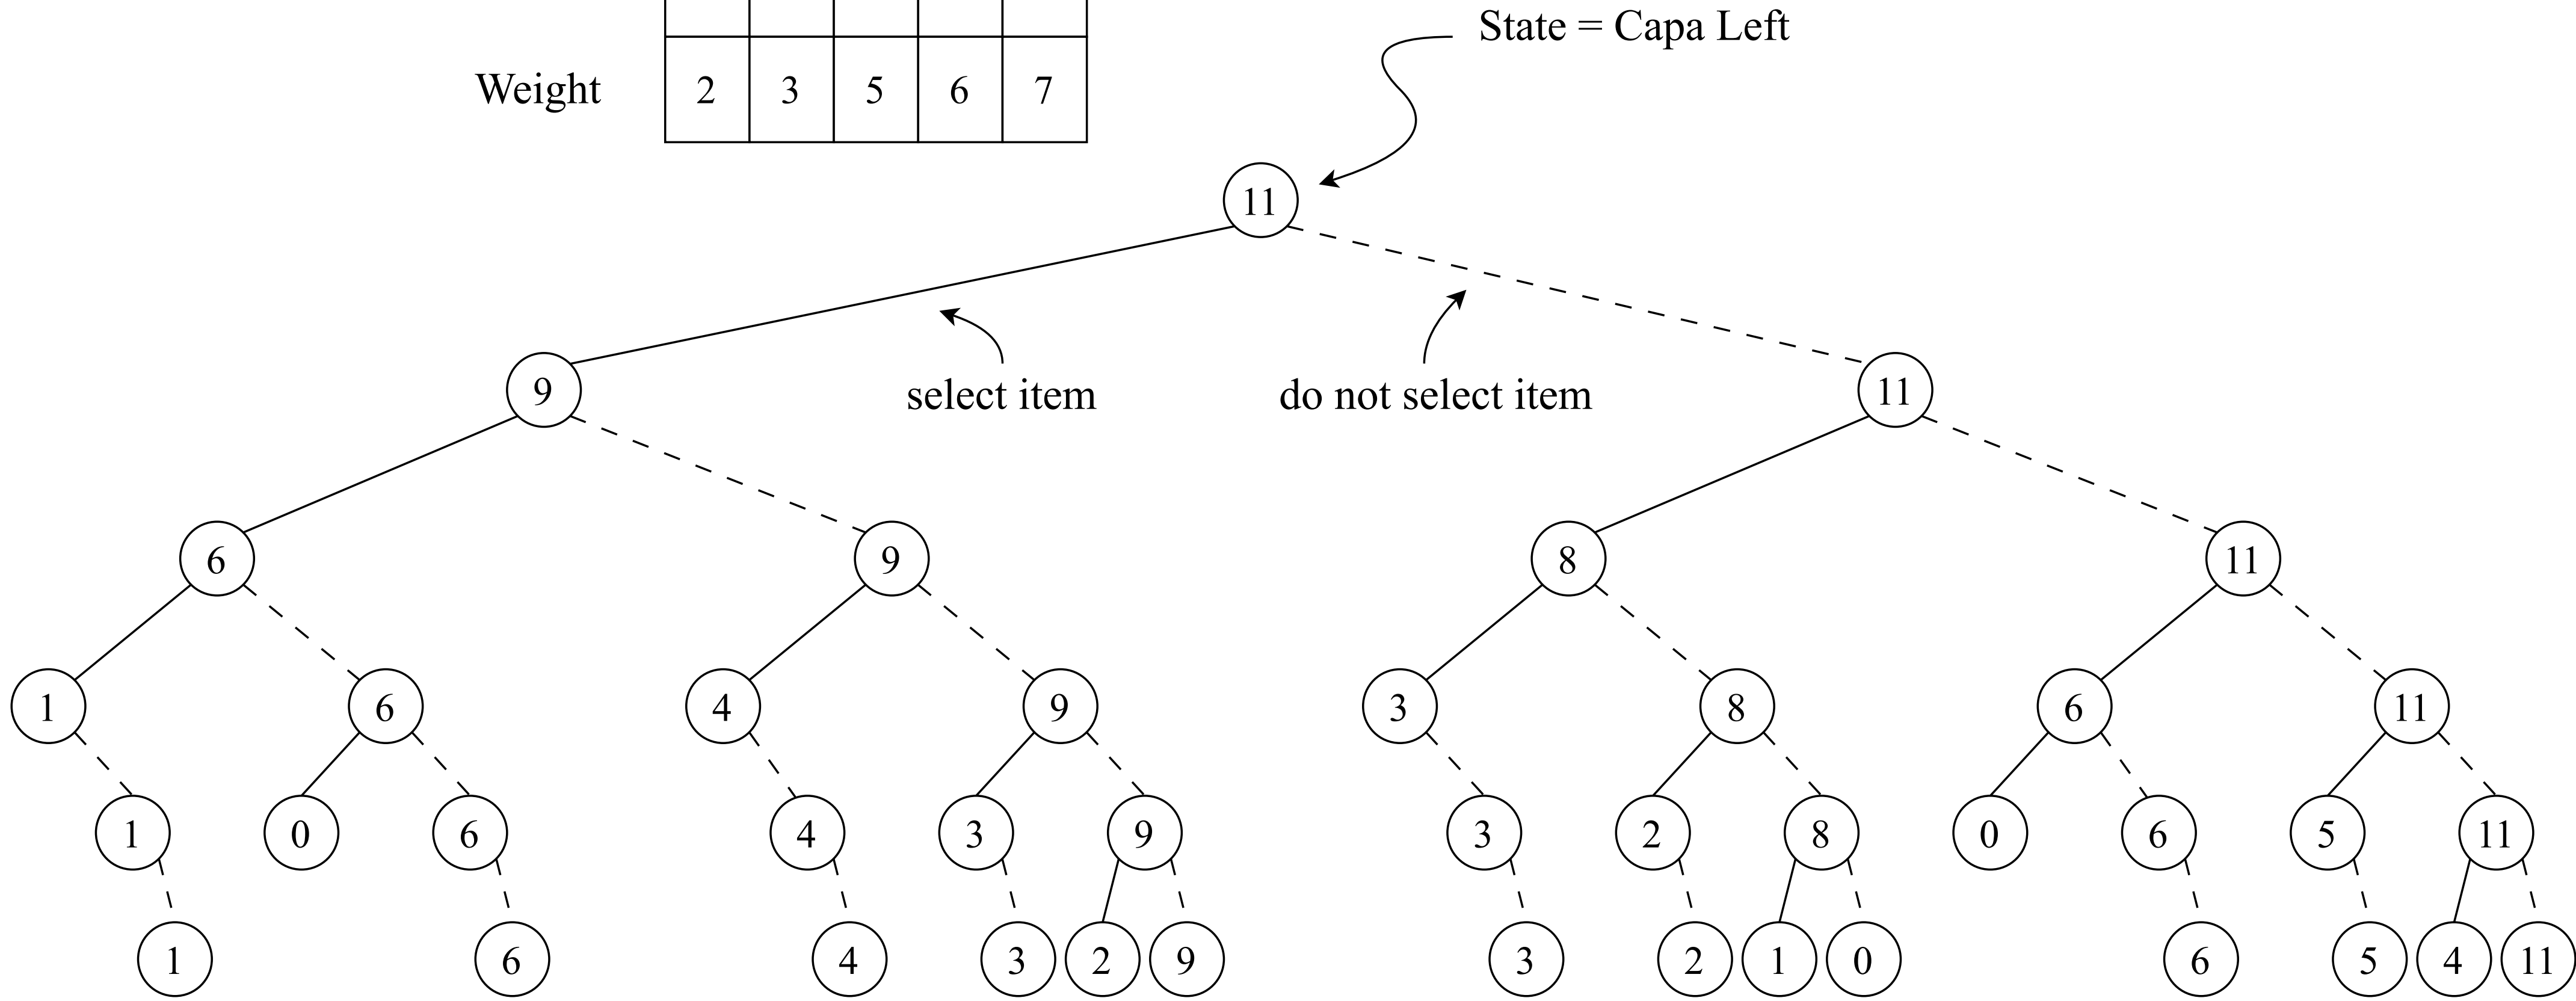 State = Capa Left
Weight 2 3 5 6 7
11
select item do not select item
9 11
6 9 8 11
1 6 4 9 3 8 6 11
1 0 6 4 3 9 3 2 8 0 6 5 11
1 6 4 3 2 9 3 2 1 0 6 5 4 11